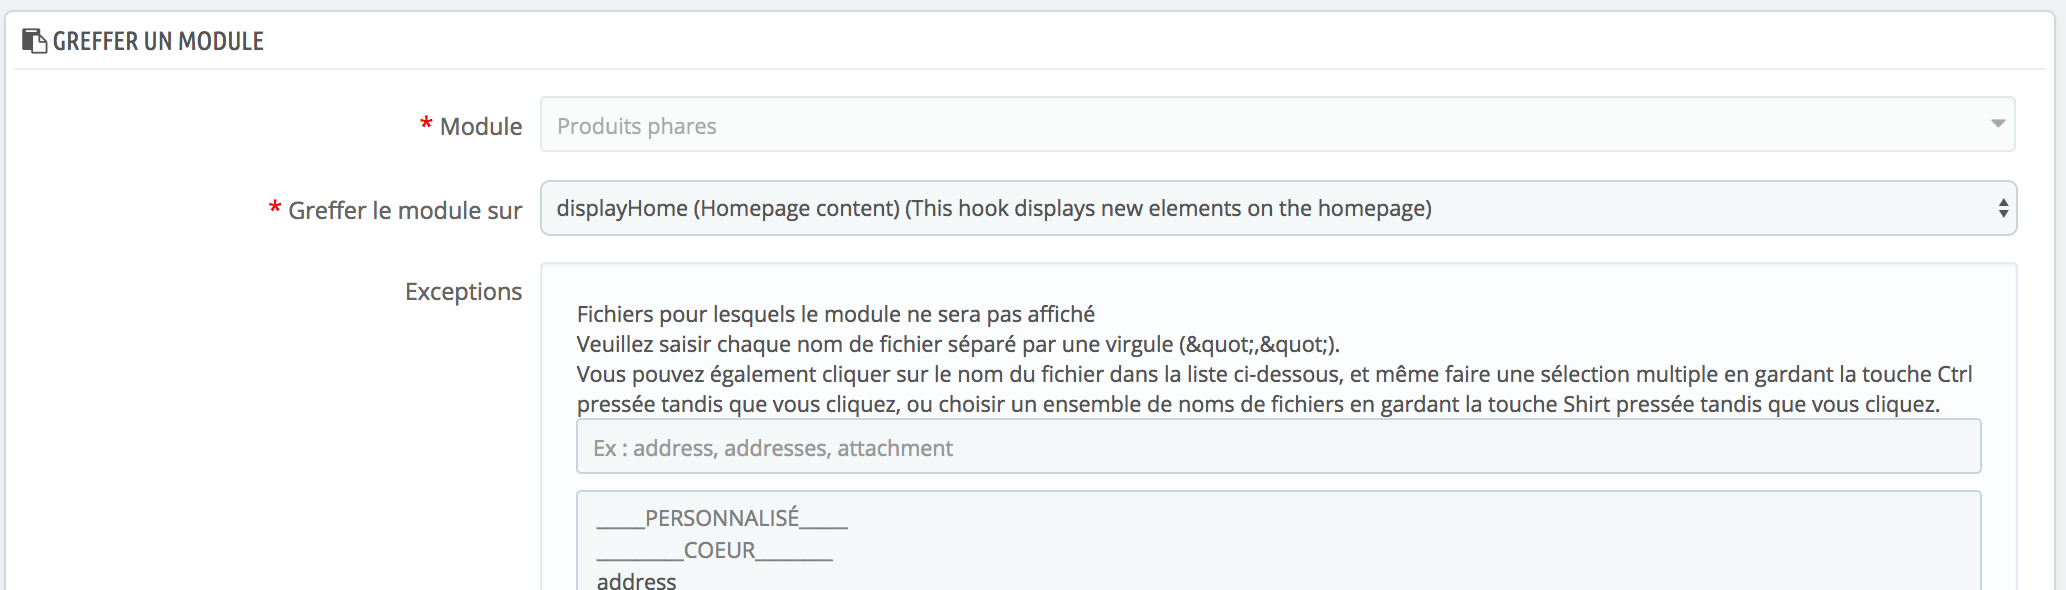 GREFFER UN MODULE
* Module
Produits phares
* Greffer le module sur
displayHome (Homepage content) (This hook displays new elements on the homepage)
Exceptions
Fichiers pour lesquels le module ne sera pas affiché
Veuillez saisir chaque nom de fichier séparé par une virgule (&quot;,&quot;).
Vous pouvez également cliquer sur le nom du fichier dans la liste ci-dessous, et même faire une sélection multiple en gardant la touche Ctrl
pressée tandis que vous cliquez, ou choisir un ensemble de noms de fichiers en gardant la touche Shirt pressée tandis que vous cliquez.
Ex : address, addresses, attachment
_____PERSONNALISÉ_____
_________COEUR________
address